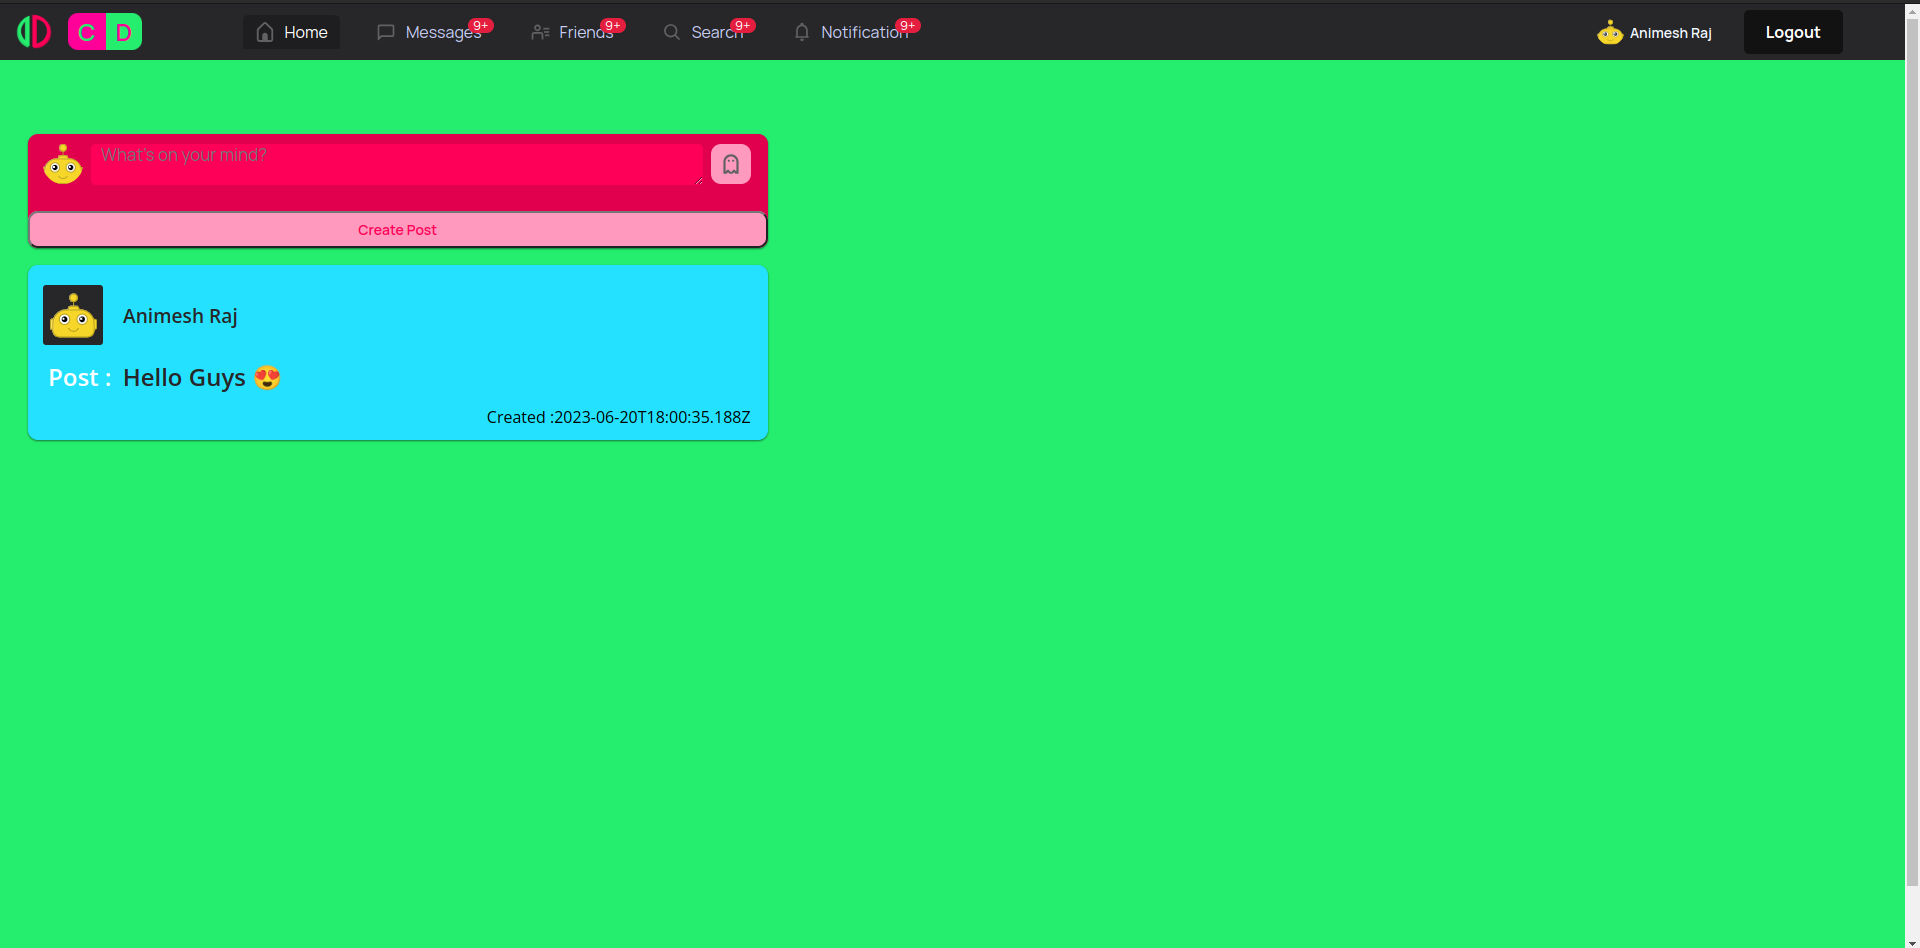 C D Home Messages 9+ Friends 9+ Search 9+ Notification 9+ Animesh Raj Logout
What's on your mind?
Create Post
Animesh Raj
Post : Hello Guys 😍
Created :2023-06-20T18:00:35.188Z